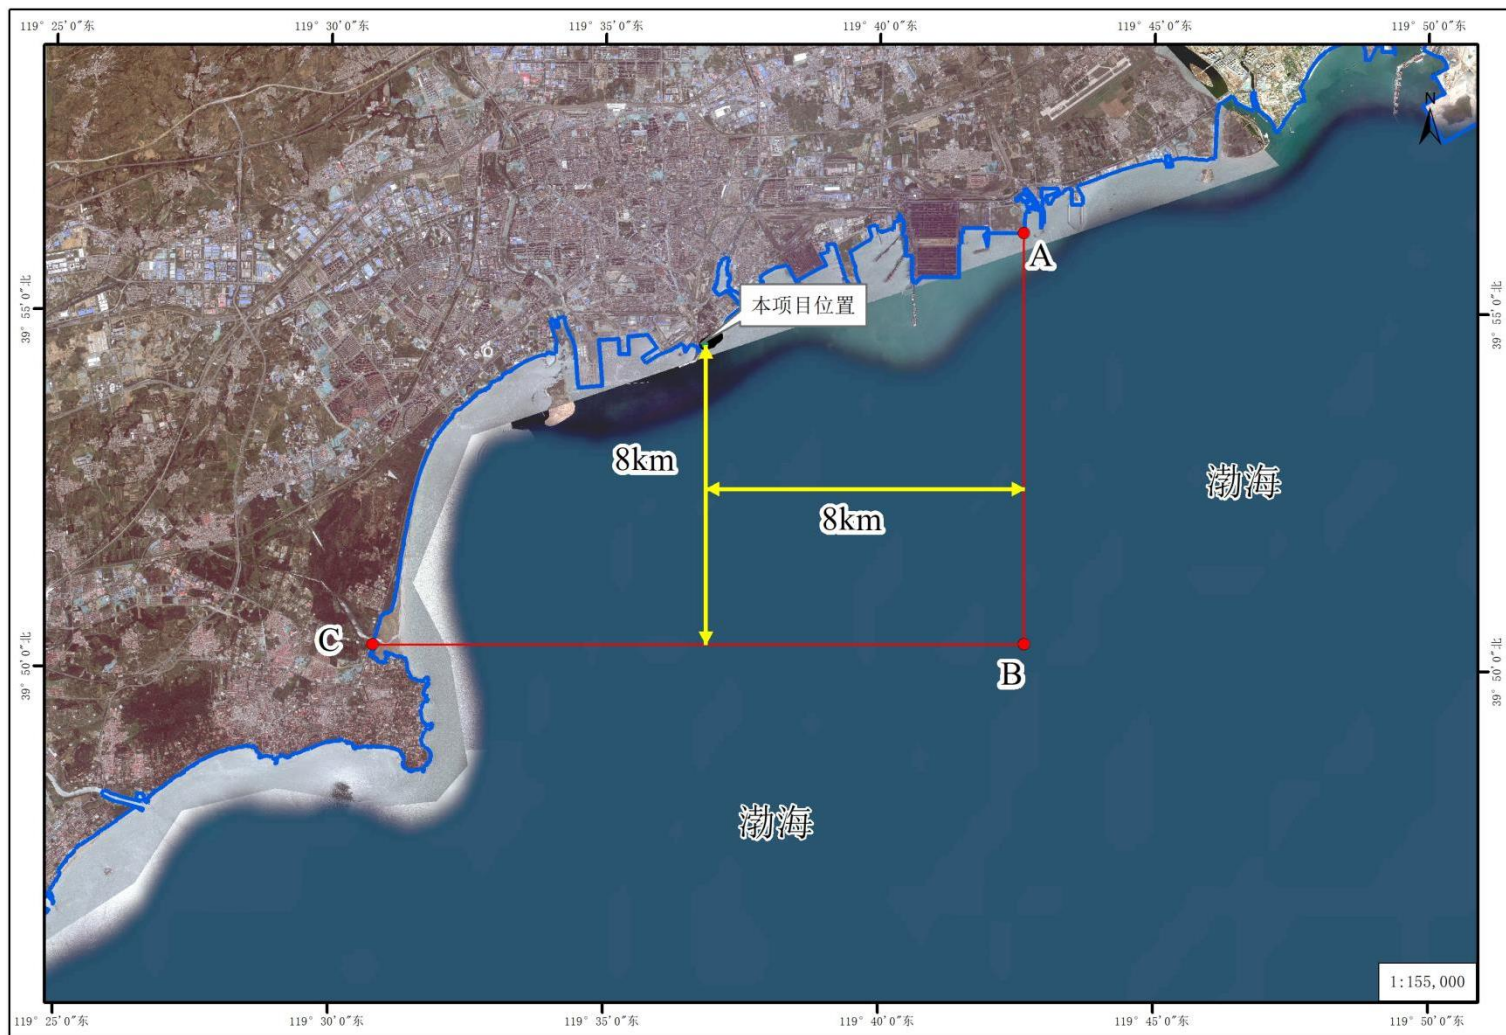 119° 25′0″东
119° 30′0″东
119° 35′0″东
119° 40′0″东
119° 45′0″东
119° 50′0″东
N
A
39° 55′0″北
本项目位置
39° 55′0″北
8km
渤海
8km
C
B
39° 50′0″北
39° 50′0″北
渤海
1:155,000
119° 25′0″东
119° 30′0″东
119° 35′0″东
119° 40′0″东
119° 45′0″东
119° 50′0″东